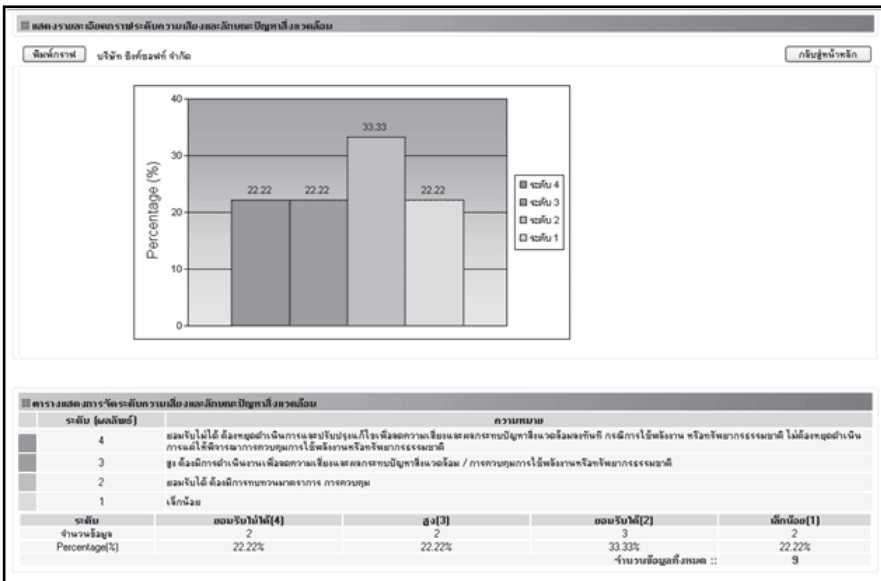 แสดงรายละเอียดกราฟระดับความเสี่ยงและลักษณะปัญหาสิ่งแวดล้อม
พิมพ์กราฟ บริษัท ซิงค์ซอฟท์ จำกัด กลับสู่หน้าหลัก
40
33.33
30
22.22 22.22 22.22
20
10
0
Percentage (%)
ระดับ 4
ระดับ 3
ระดับ 2
ระดับ 1
ตารางแสดงการจัดระดับความเสี่ยงและลักษณะปัญหาสิ่งแวดล้อม
ระดับ (ผลลัพธ์) ความหมาย
4 ยอมรับไม่ได้ ต้องหยุดดำเนินการและปรับปรุงแก้ไขเพื่อลดความเสี่ยงและผลกระทบปัญหาสิ่งแวดล้อมลงทันที กรณีการใช้พลังงาน หรือทรัพยากรธรรมชาติ ไม่ต้องหยุดดำเนิน
การแต่ให้พิจารณาการควบคุมการใช้พลังงานหรือทรัพยากรธรรมชาติ
3 สูง ต้องมีการดำเนินงานเพื่อลดความเสี่ยงและผลกระทบปัญหาสิ่งแวดล้อม / การควบคุมการใช้พลังงานหรือทรัพยากรธรรมชาติ
2 ยอมรับได้ ต้องมีการทบทวนมาตราการ การควบคุม
1 เล็กน้อย
ระดับ ยอมรับไม่ได้(4) สูง(3) ยอมรับได้(2) เล็กน้อย(1)
จำนวนข้อมูล 2 2 3 2
Percentage(%) 22.22% 22.22% 33.33% 22.22%
จำนวนข้อมูลทั้งหมด :: 9